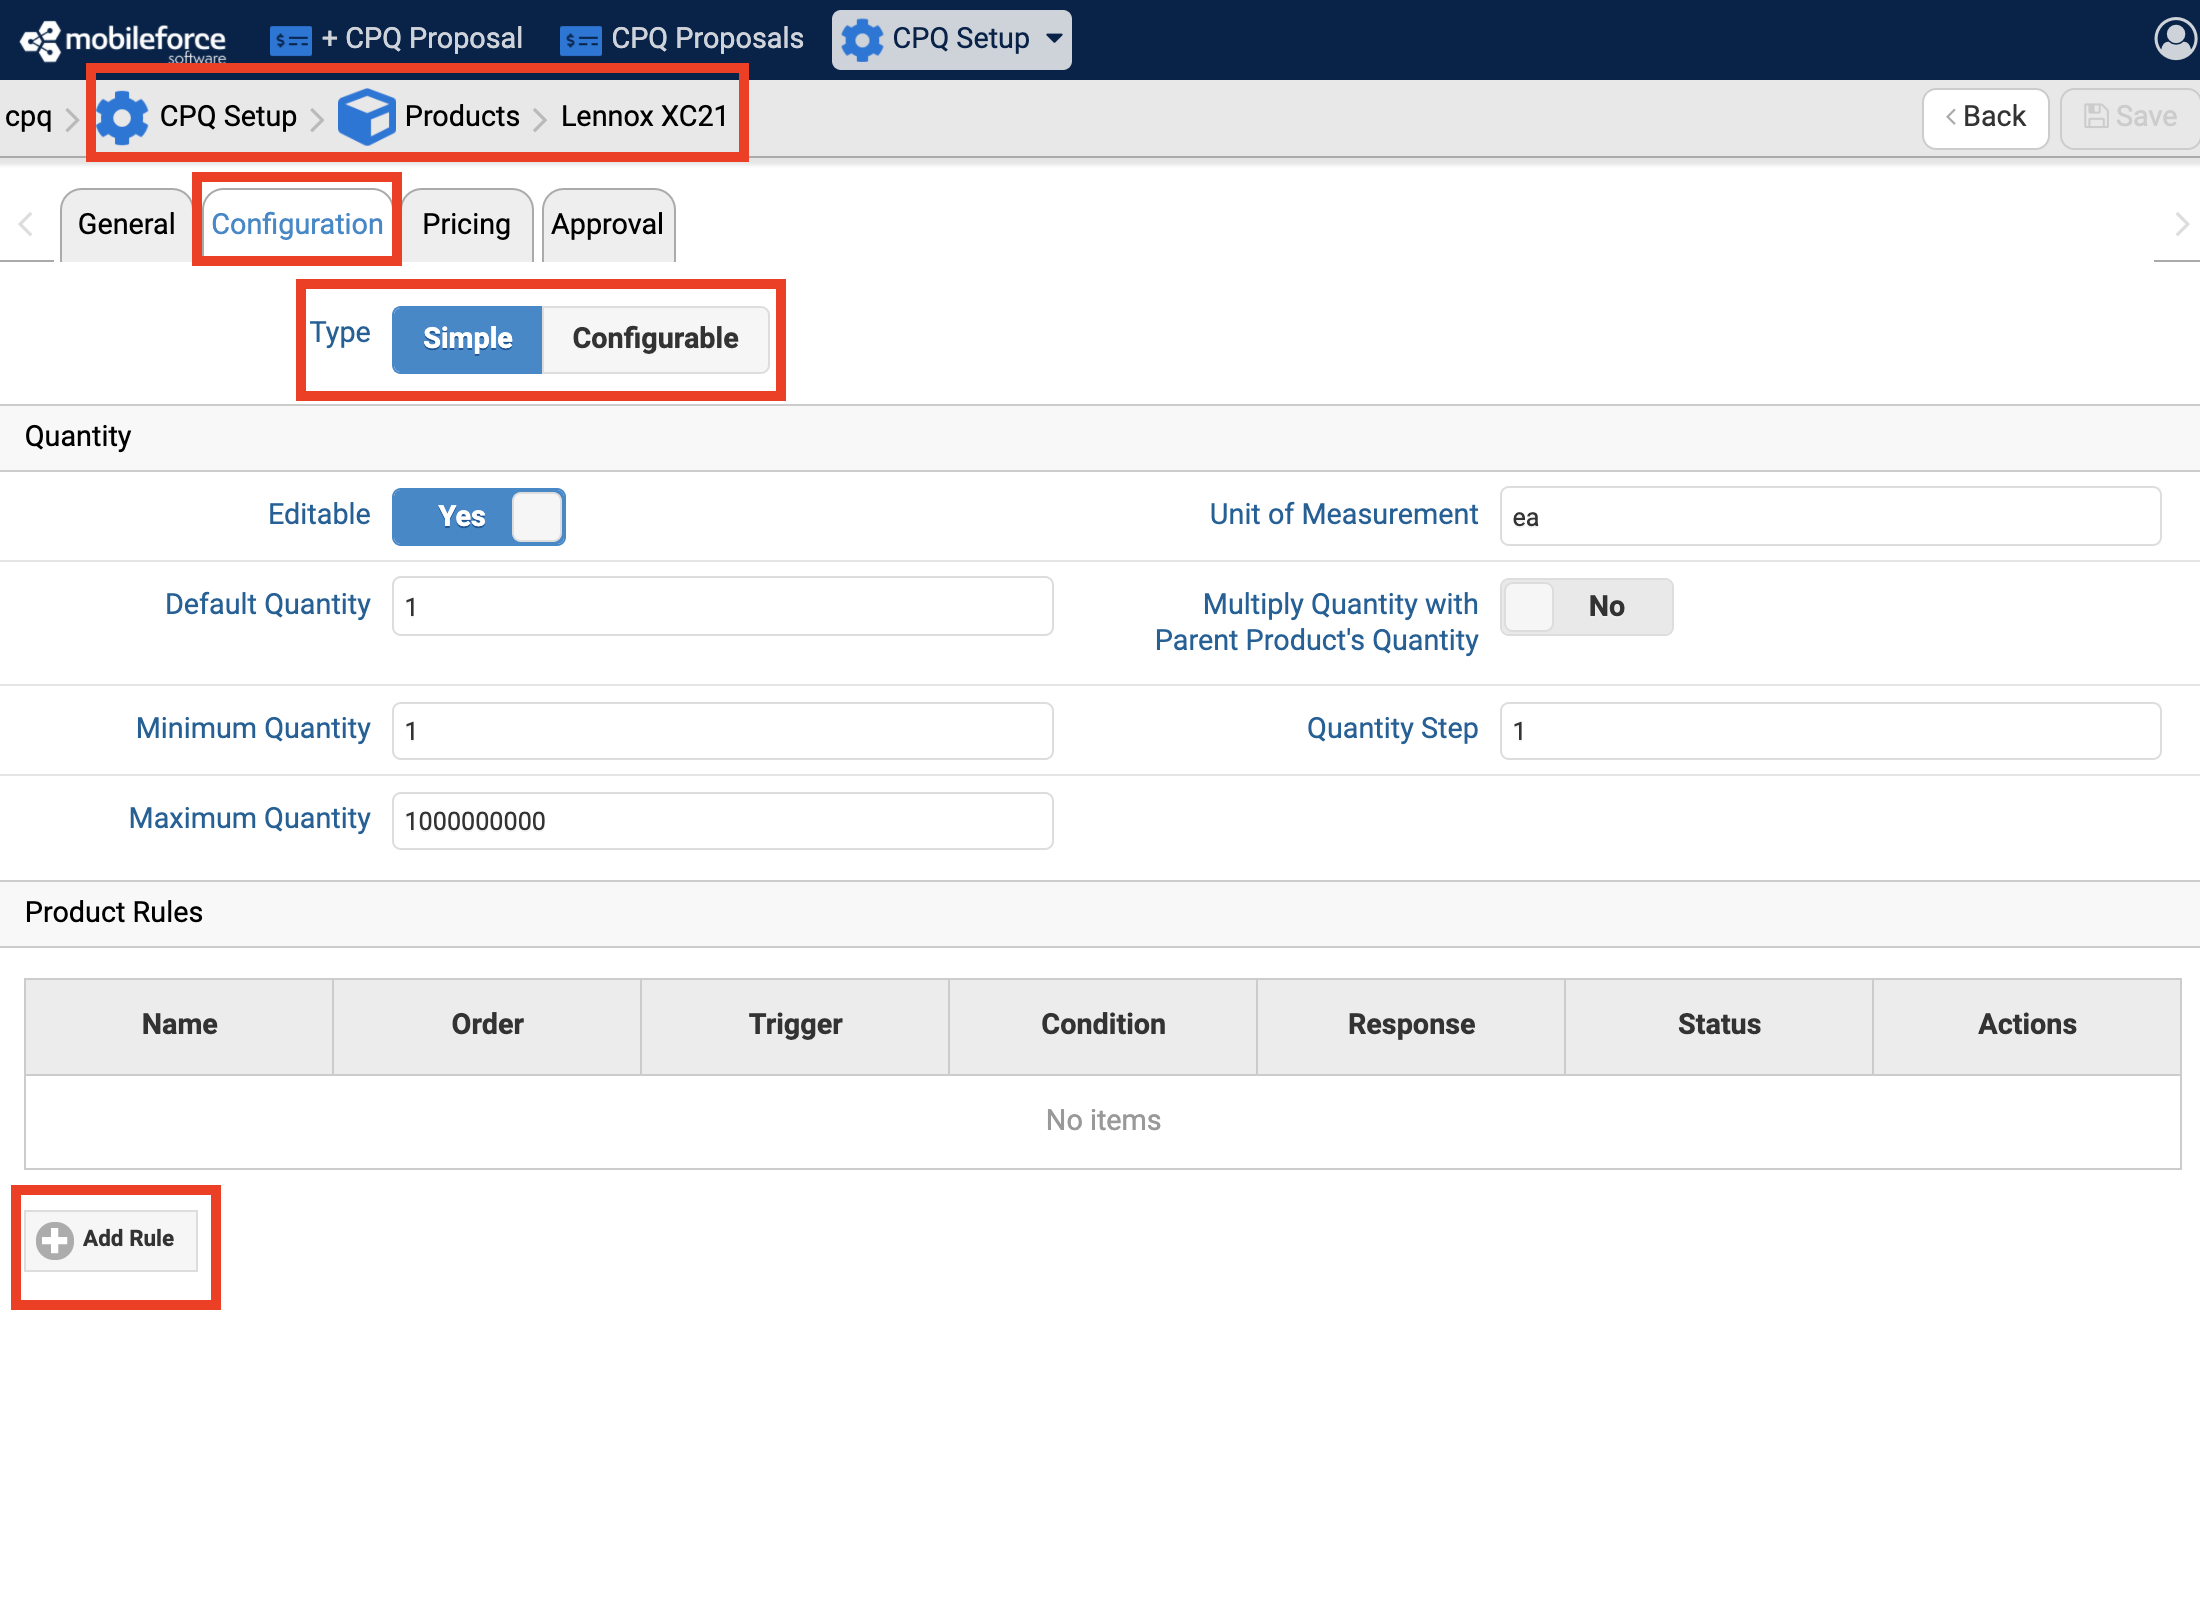 mobileforce
software
+ CPQ Proposal
CPQ Proposals
CPQ Setup
cpq
CPQ Setup
Products
Lennox XC21
Back
Save
General
Configuration
Pricing
Approval
Type
Simple
Configurable
Quantity
Editable
Yes
Unit of Measurement
ea
Default Quantity
1
Multiply Quantity with
Parent Product's Quantity
No
Minimum Quantity
1
Quantity Step
1
Maximum Quantity
1000000000
Product Rules
Name
Order
Trigger
Condition
Response
Status
Actions
No items
Add Rule